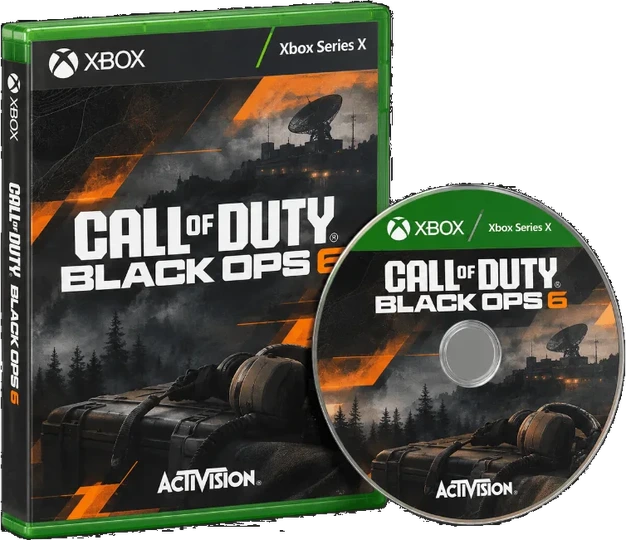 XBOX
Xbox Series X
XBOX
CALL OF DUTY BLACK OPS 6
CALL OF DUTY®
BLACK OPS 6
ACTIVISION®
XBOX
Xbox Series X
CALL OF DUTY®
BLACK OPS 6
ACTIVISION®